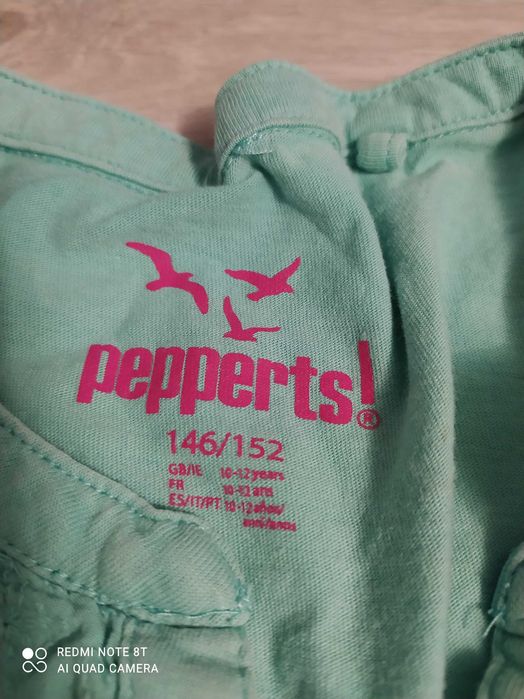 pepperts!®
146/152
GB/IE 10-12 years
FR 10-12 ans
ES/IT/PT 10-12 años/
anni/anos
REDMI NOTE 8T
AI QUAD CAMERA